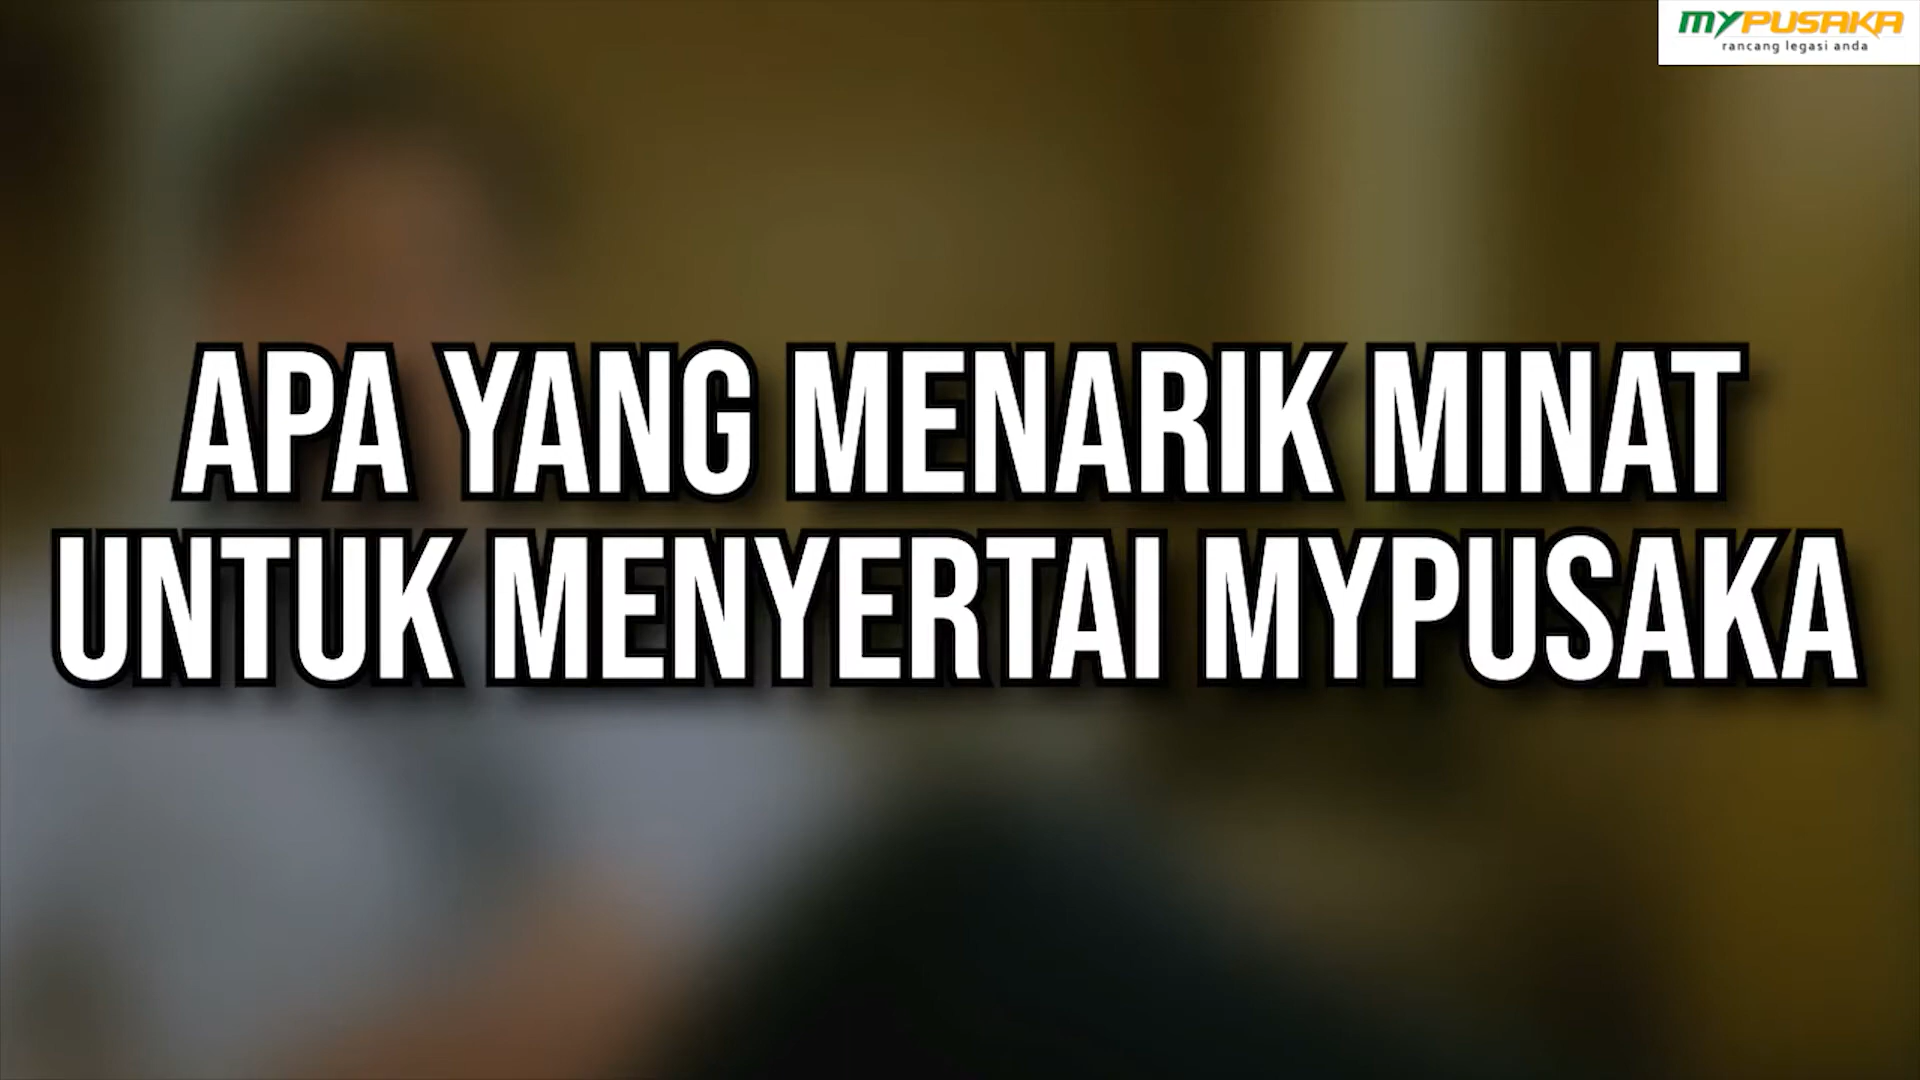 MYPUSAKA
rancang legasi anda
APA YANG MENARIK MINAT
UNTUK MENYERTAI MYPUSAKA